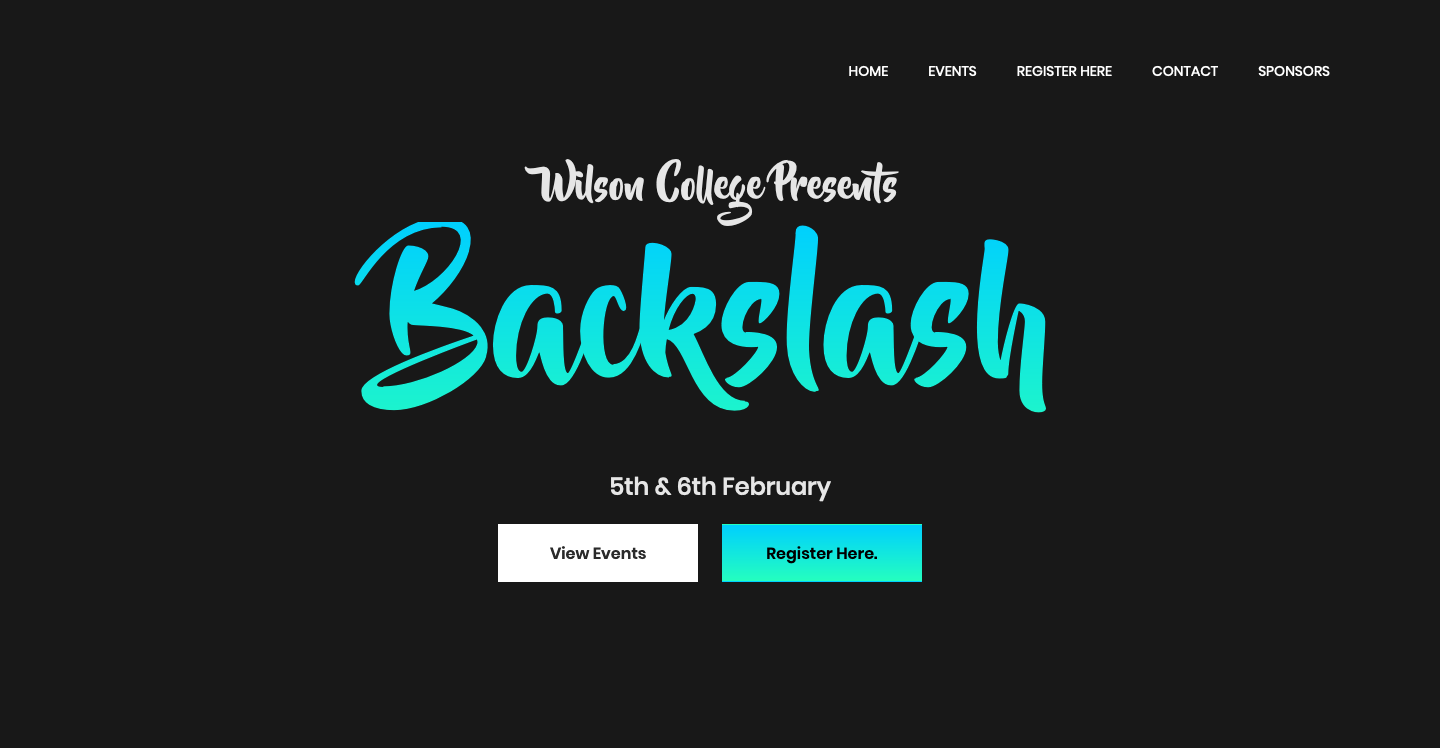 HOME EVENTS REGISTER HERE CONTACT SPONSORS
Wilson College Presents
Backslash
5th & 6th February
View Events Register Here.